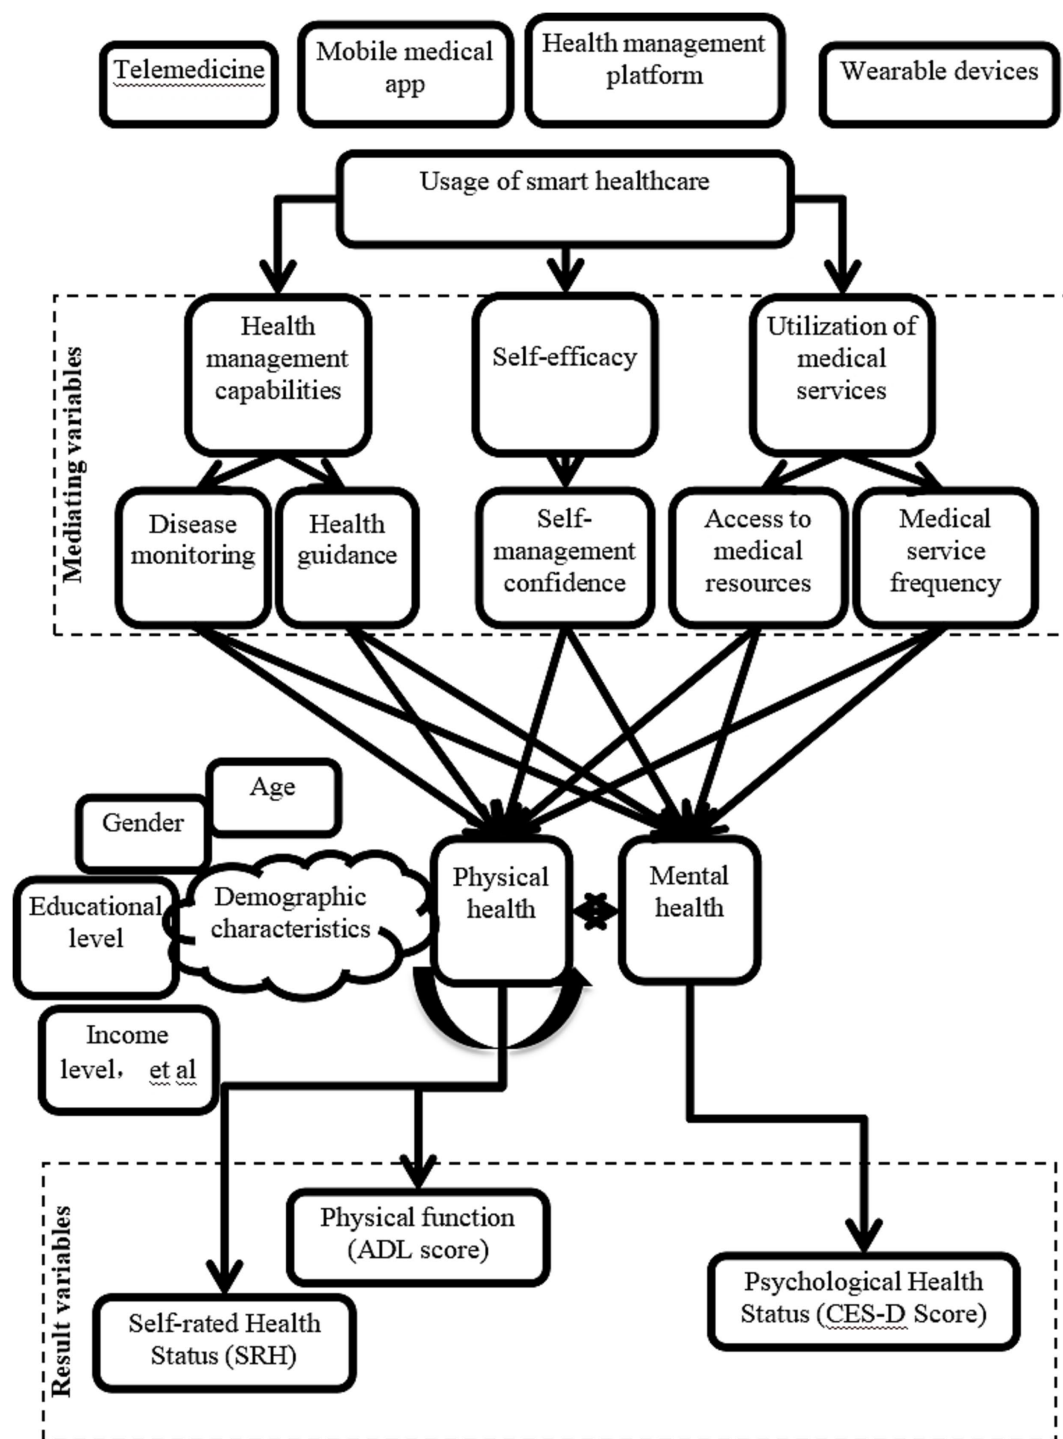 Telemedicine
Mobile medical
app
Health management
platform
Wearable devices
Usage of smart healthcare
Mediating variables
Health
management
capabilities
Self-efficacy
Utilization of
medical
services
Disease
monitoring
Health
guidance
Self-
management
confidence
Access to
medical
resources
Medical
service
frequency
Age
Gender
Educational
level
Demographic
characteristics
Income
level， et al
Physical
health
Mental
health
Result variables
Physical function
(ADL score)
Self-rated Health
Status (SRH)
Psychological Health
Status (CES-D Score)